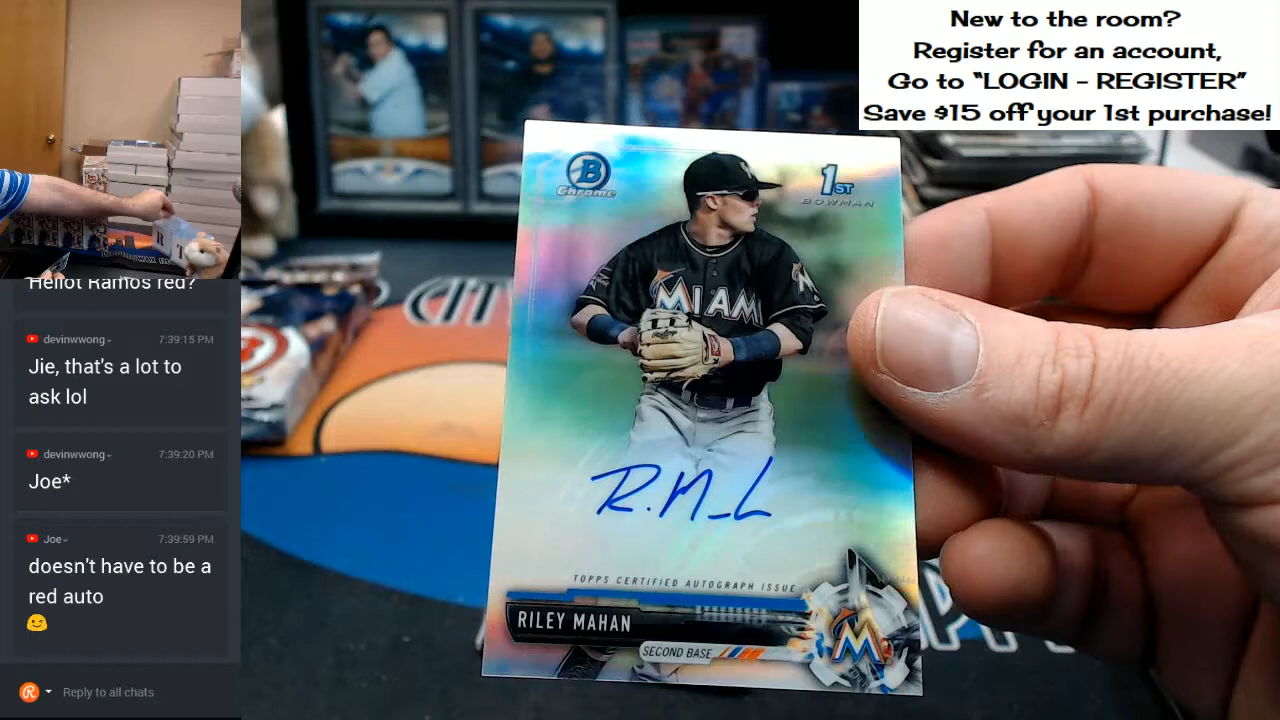 New to the room?
Register for an account,
Go to "LOGIN - REGISTER"
Save $15 off your 1st purchase!
B
Chrome
1ST
BOWMAN
MIAMI
R. M
TOPPS CERTIFIED AUTOGRAPH ISSUE
RILEY MAHAN
SECOND BASE
M
R
T
Heliot Ramos red?
devinwwong
7:39:15 PM
Jie, that's a lot to
ask lol
devinwwong
7:39:20 PM
Joe*
Joe
7:39:59 PM
doesn't have to be a
red auto
Reply to all chats